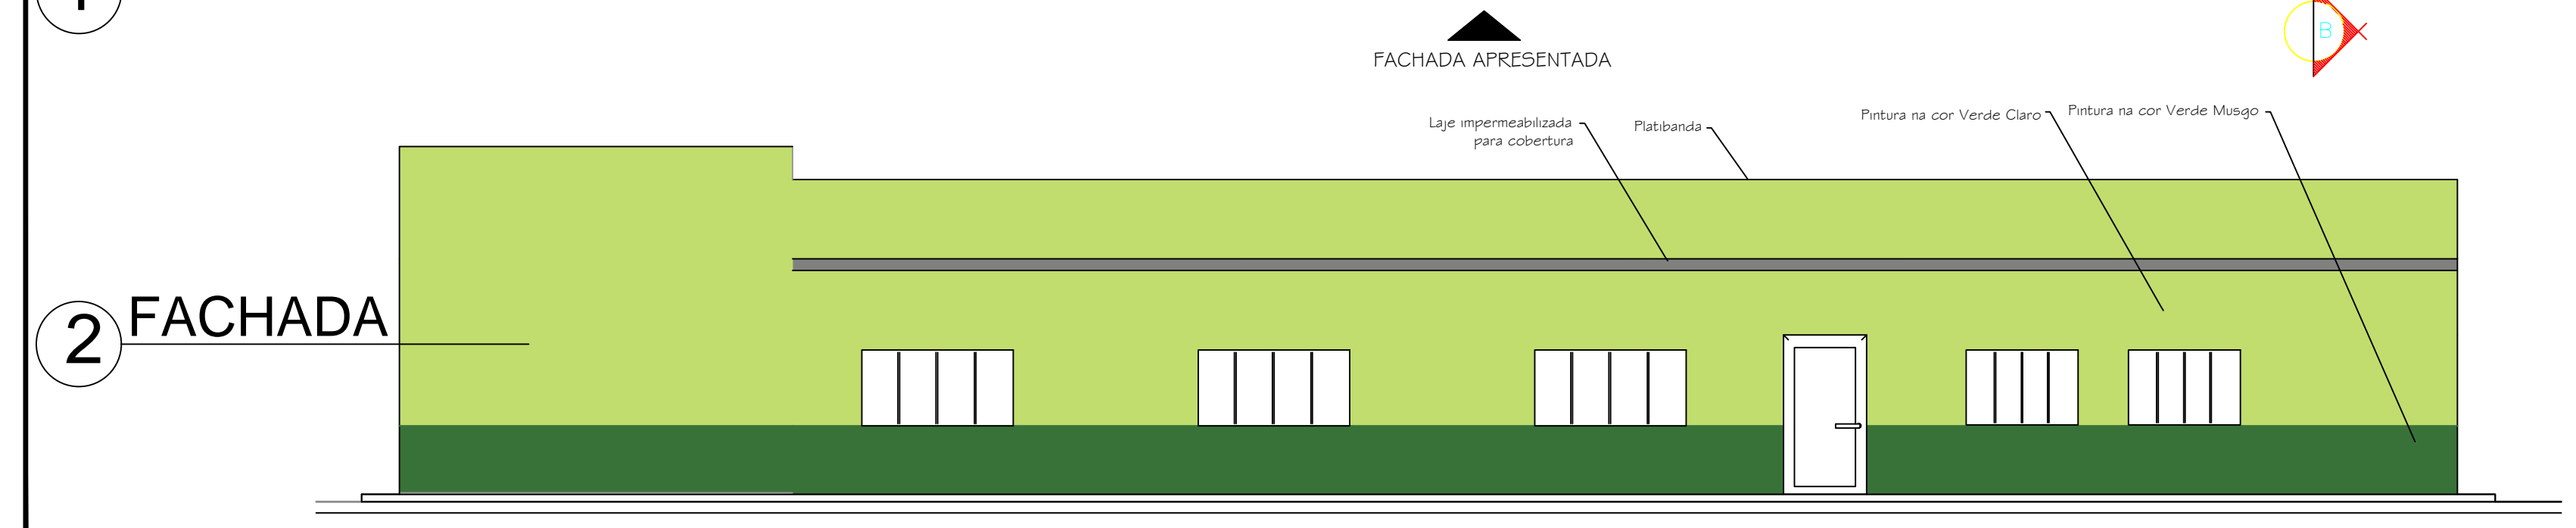 FACHADA APRESENTADA
B
Laje impermeabilizada
para cobertura
Platibanda
Pintura na cor Verde Claro
Pintura na cor Verde Musgo
2 FACHADA